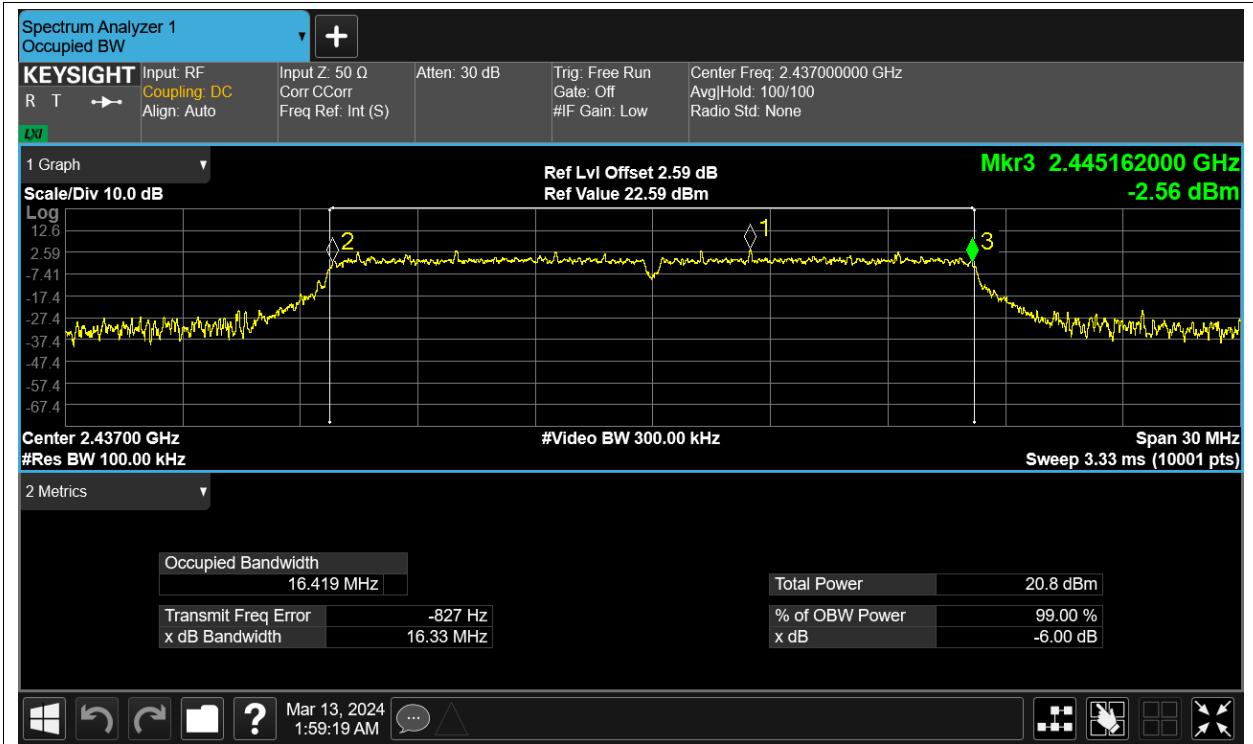 Spectrum Analyzer 1
Occupied BW
KEYSIGHT
R T
LXI
Input: RF
Coupling: DC
Align: Auto
Input Z: 50 Ω
Corr CCorr
Freq Ref: Int (S)
Atten: 30 dB
Trig: Free Run
Gate: Off
#IF Gain: Low
Center Freq: 2.437000000 GHz
Avg|Hold: 100/100
Radio Std: None
1 Graph
Scale/Div 10.0 dB
Ref Lvl Offset 2.59 dB
Ref Value 22.59 dBm
Mkr3 2.445162000 GHz
-2.56 dBm
Log
12.6
2.59
-7.41
-17.4
-27.4
-37.4
-47.4
-57.4
-67.4
2
1
3
Center 2.43700 GHz
#Video BW 300.00 kHz
Span 30 MHz
#Res BW 100.00 kHz
Sweep 3.33 ms (10001 pts)
2 Metrics
Occupied Bandwidth
16.419 MHz
Transmit Freq Error -827 Hz
x dB Bandwidth 16.33 MHz
Total Power 20.8 dBm
% of OBW Power 99.00 %
x dB -6.00 dB
?
Mar 13, 2024
1:59:19 AM